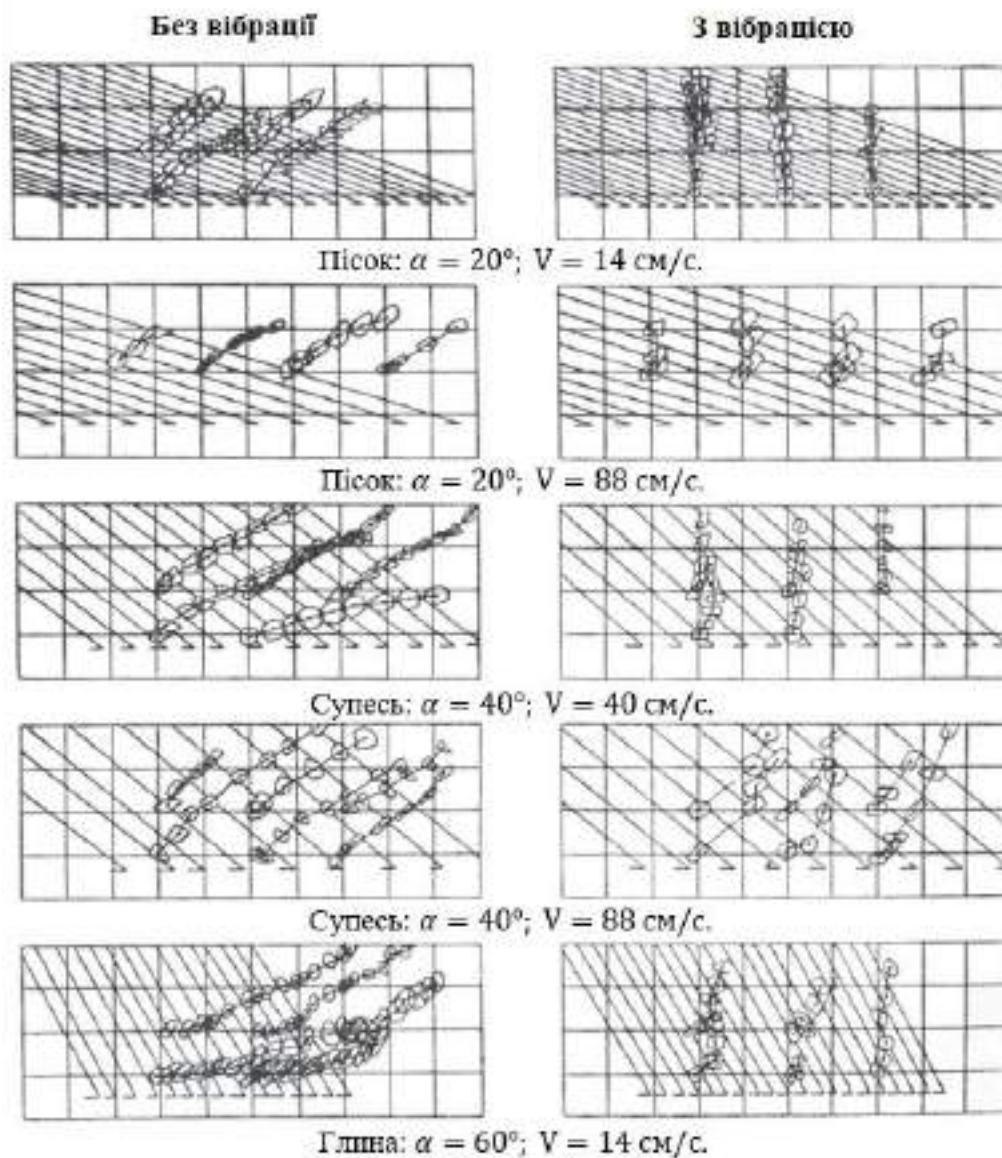 Без вібрації
З вібрацією
Пісок: α = 20°; V = 14 см/с.
Пісок: α = 20°; V = 88 см/с.
Супесь: α = 40°; V = 40 см/с.
Супесь: α = 40°; V = 88 см/с.
Глина: α = 60°; V = 14 см/с.